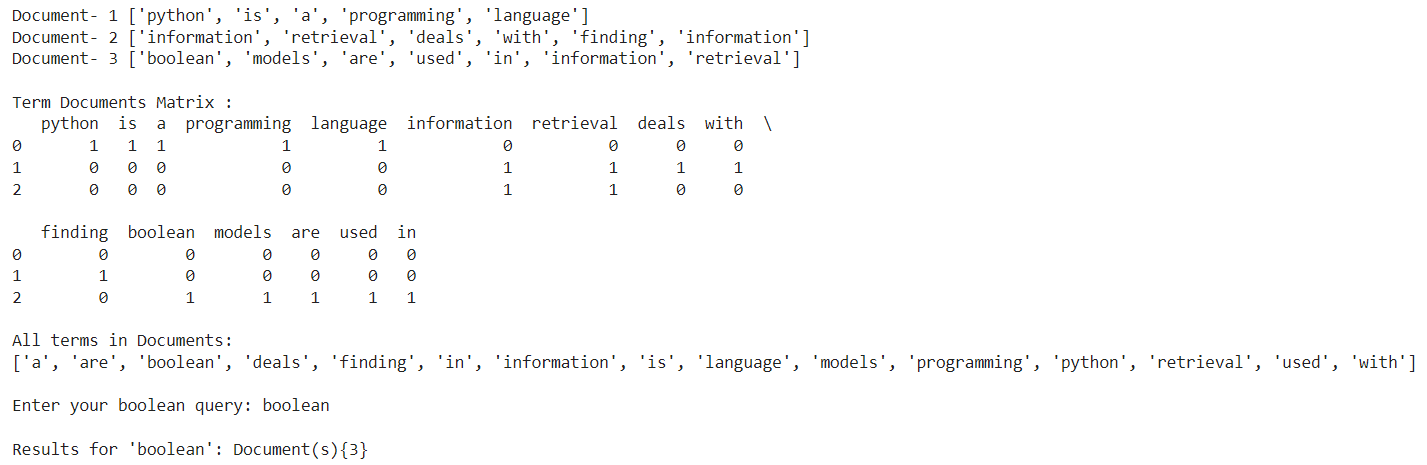 Document- 1 ['python', 'is', 'a', 'programming', 'language']
Document- 2 ['information', 'retrieval', 'deals', 'with', 'finding', 'information']
Document- 3 ['boolean', 'models', 'are', 'used', 'in', 'information', 'retrieval']

Term Documents Matrix :
   python  is  a  programming  language  information  retrieval  deals  with  \
0       1   1  1            1         1            0          0      0     0
1       0   0  0            0         0            1          1      1     1
2       0   0  0            0         0            1          1      0     0

   finding  boolean  models  are  used  in
0        0        0       0    0     0   0
1        1        0       0    0     0   0
2        0        1       1    1     1   1

All terms in Documents:
['a', 'are', 'boolean', 'deals', 'finding', 'in', 'information', 'is', 'language', 'models', 'programming', 'python', 'retrieval', 'used', 'with']

Enter your boolean query: boolean

Results for 'boolean': Document(s){3}